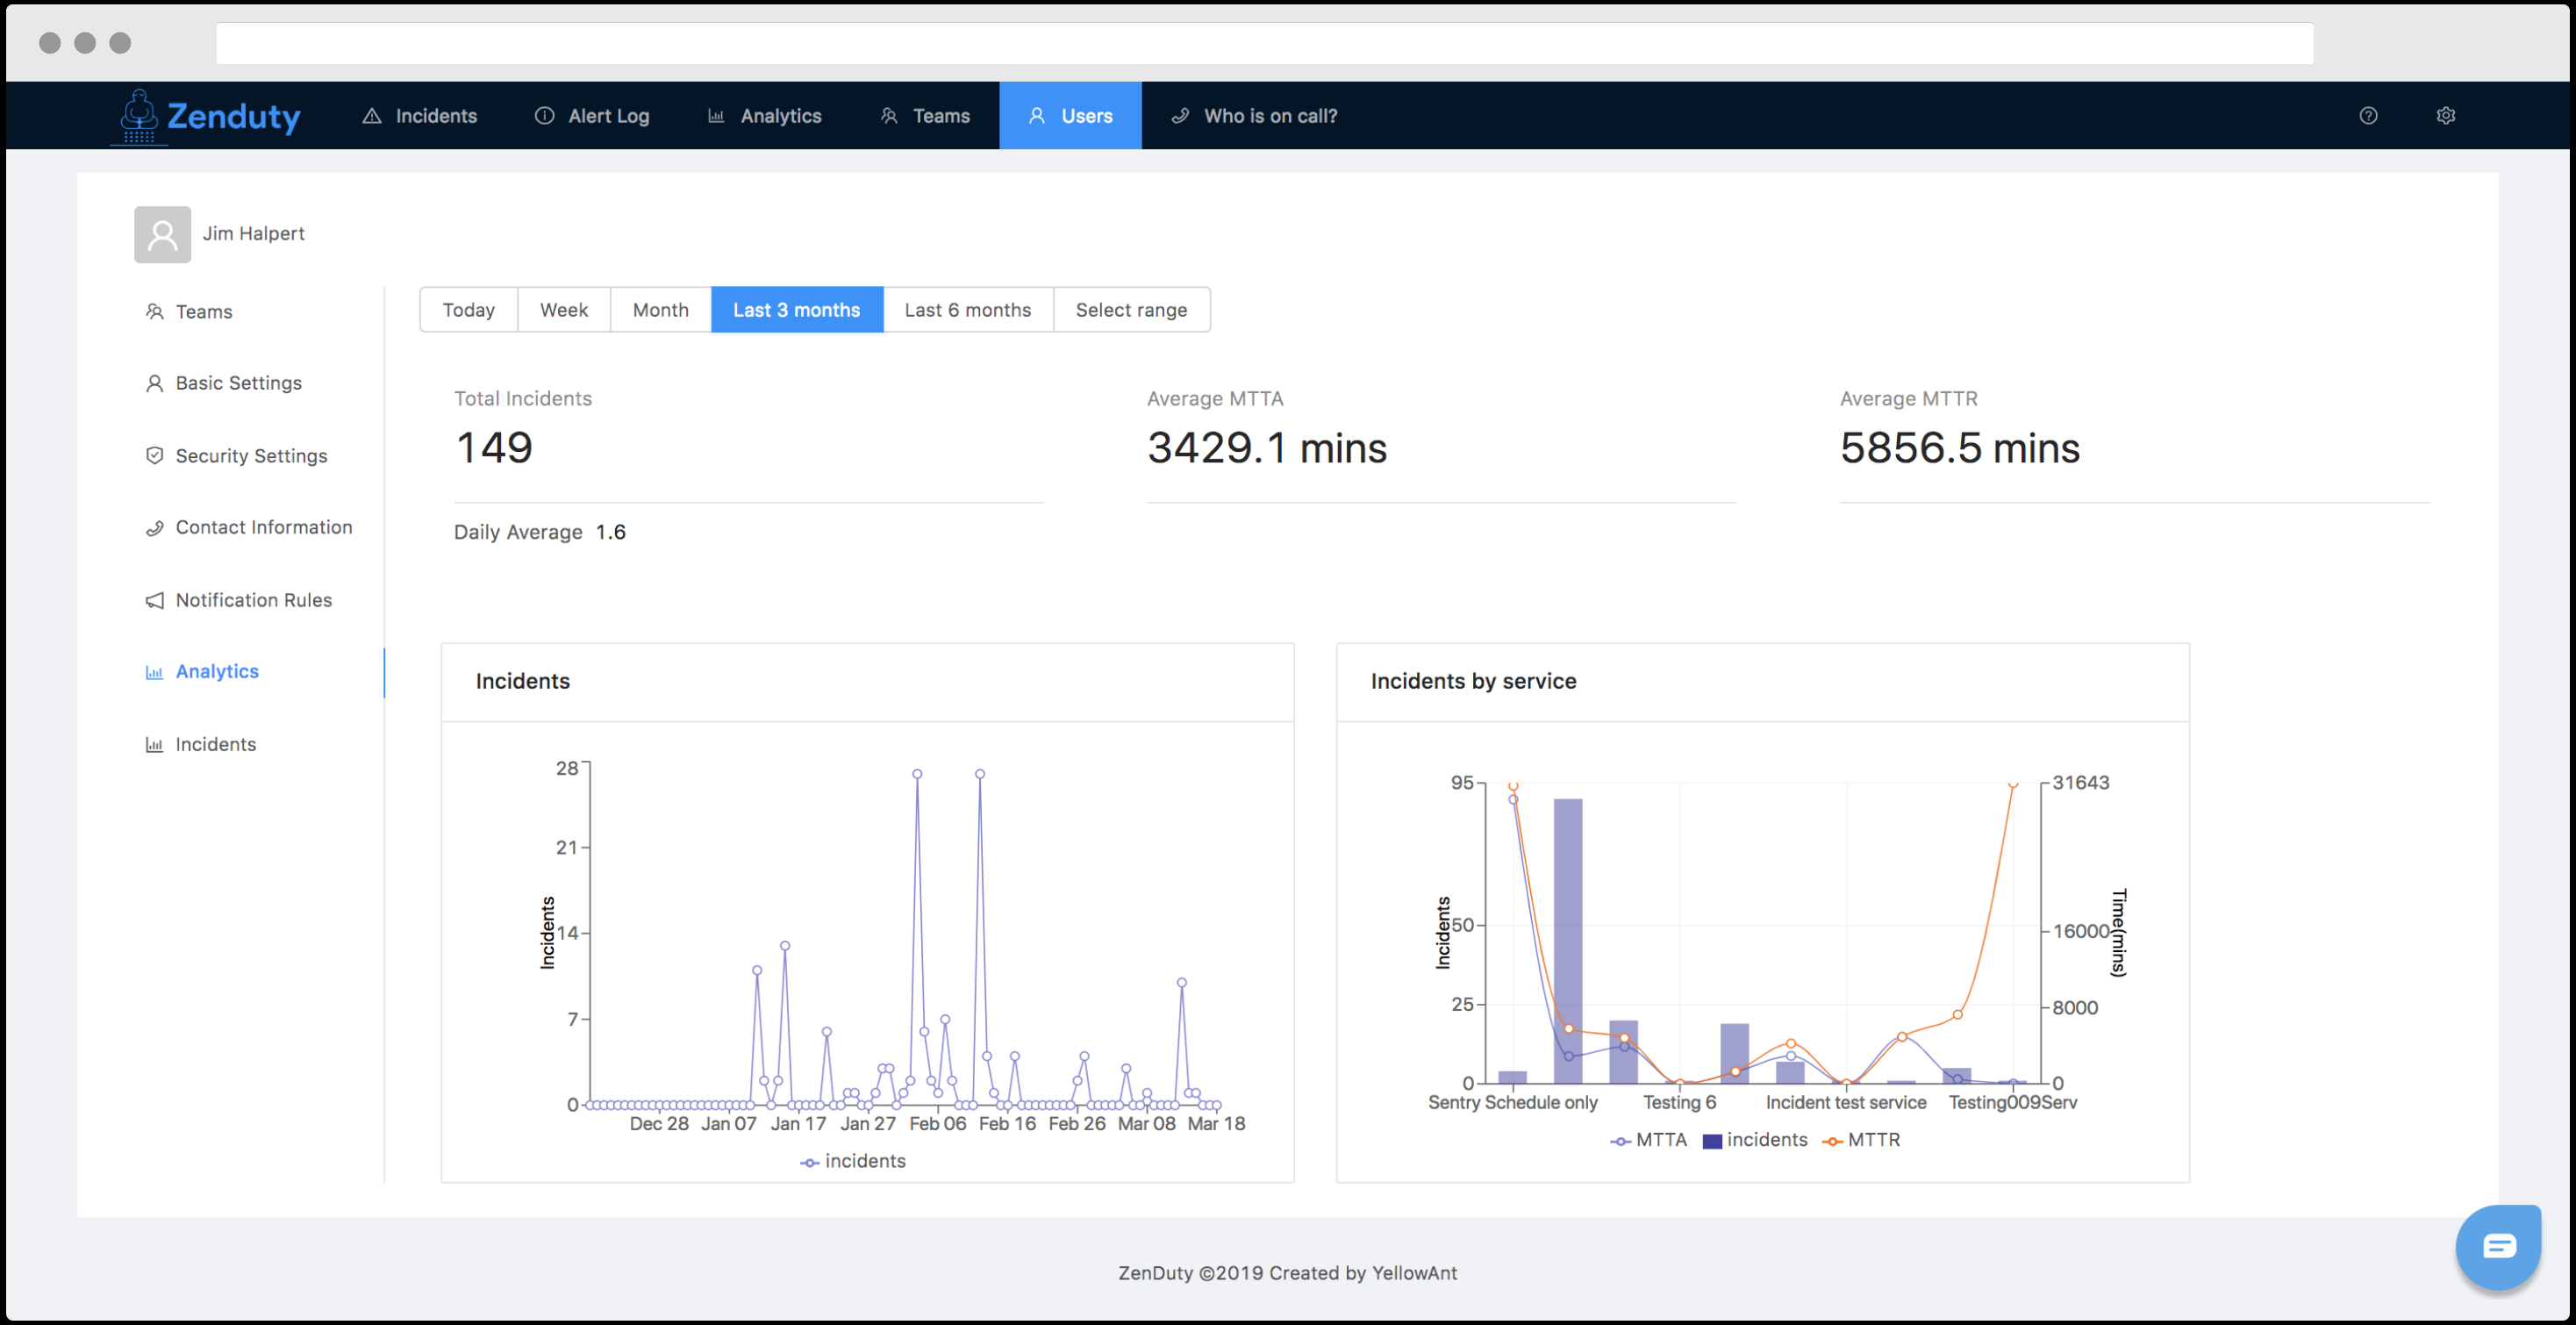 Zenduty
Incidents
Alert Log
Analytics
Teams
Users
Who is on call?
Jim Halpert
Teams
Basic Settings
Security Settings
Contact Information
Notification Rules
Analytics
Incidents
Today
Week
Month
Last 3 months
Last 6 months
Select range
Total Incidents
149
Daily Average 1.6
Average MTTA
3429.1 mins
Average MTTR
5856.5 mins
Incidents
28
21
14
7
0
Incidents
Dec 28
Jan 07
Jan 17
Jan 27
Feb 06
Feb 16
Feb 26
Mar 08
Mar 18
incidents
Incidents by service
95
50
25
0
Incidents
31643
16000
8000
0
Time(mins)
Sentry Schedule only
Testing 6
Incident test service
Testing009Serv
MTTA
incidents
MTTR
ZenDuty ©2019 Created by YellowAnt